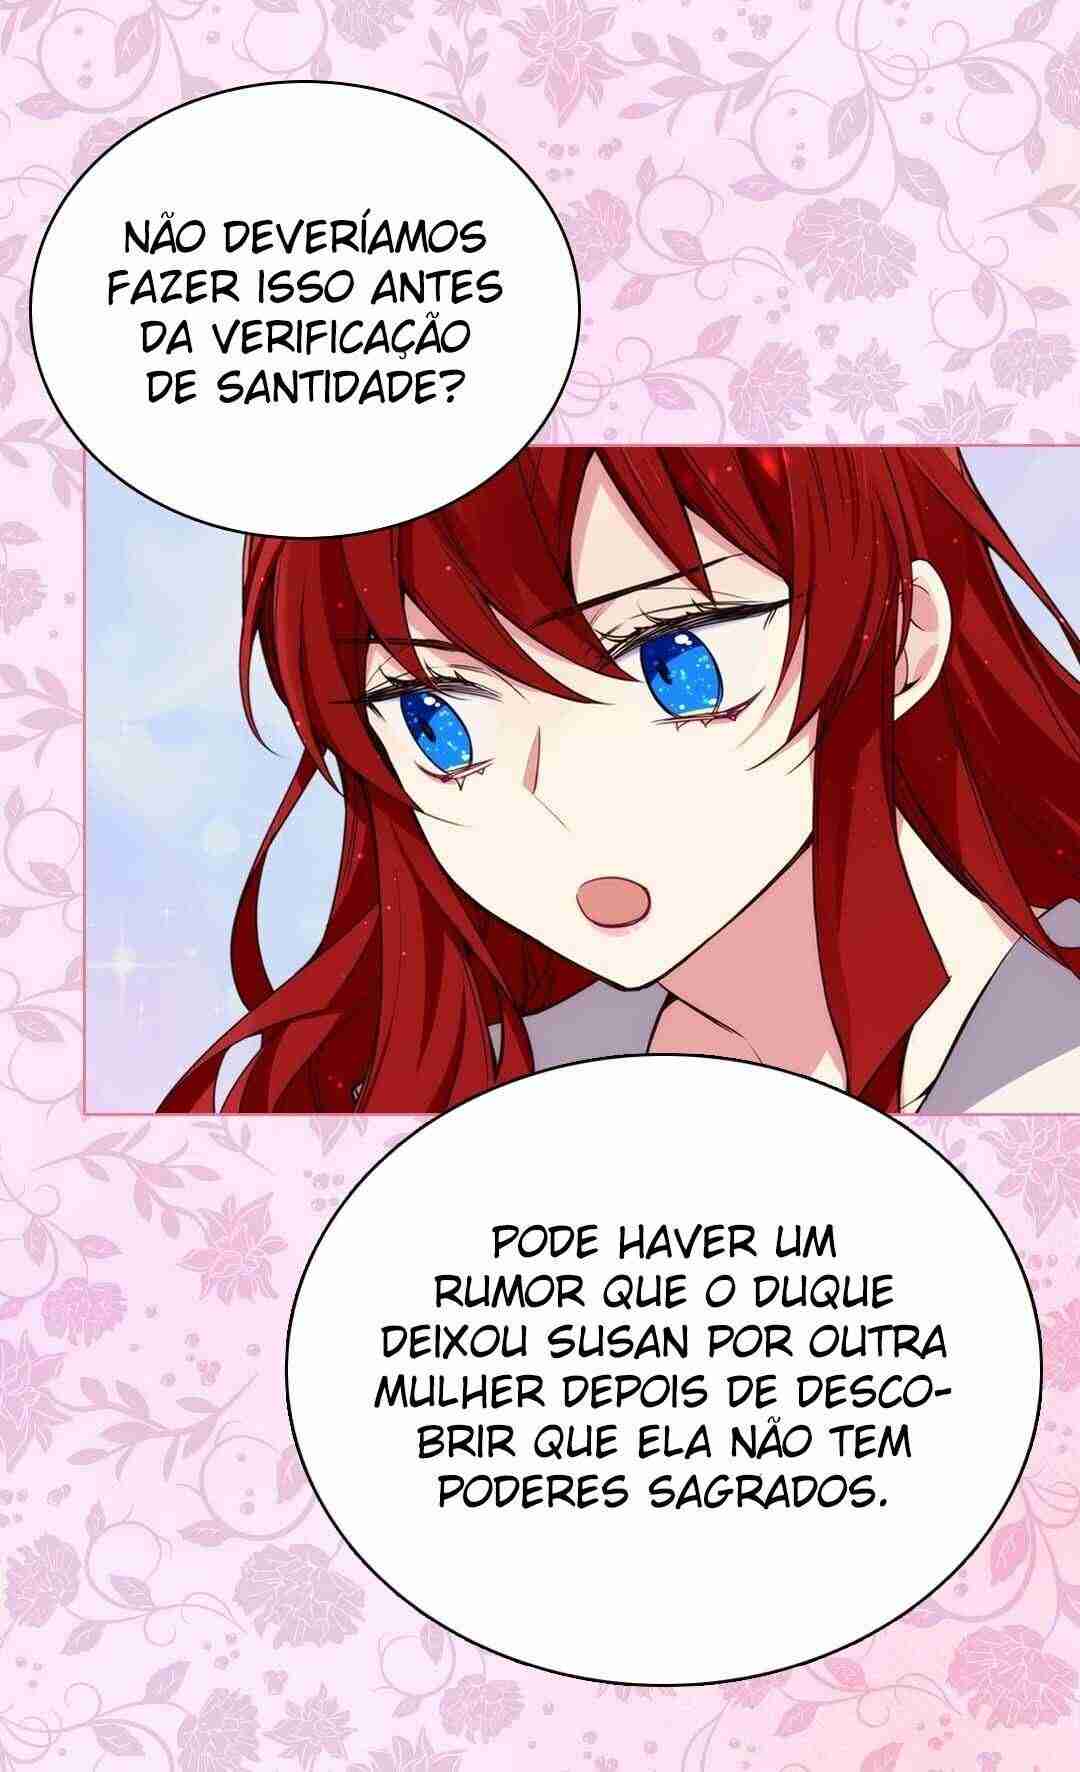 NÃO DEVERÍAMOS
FAZER ISSO ANTES
DA VERIFICAÇÃO
DE SANTIDADE?
PODE HAVER UM
RUMOR QUE O DUQUE
DEIXOU SUSAN POR OUTRA
MULHER DEPOIS DE DESCO-
BRIR QUE ELA NÃO TEM
PODERES SAGRADOS.